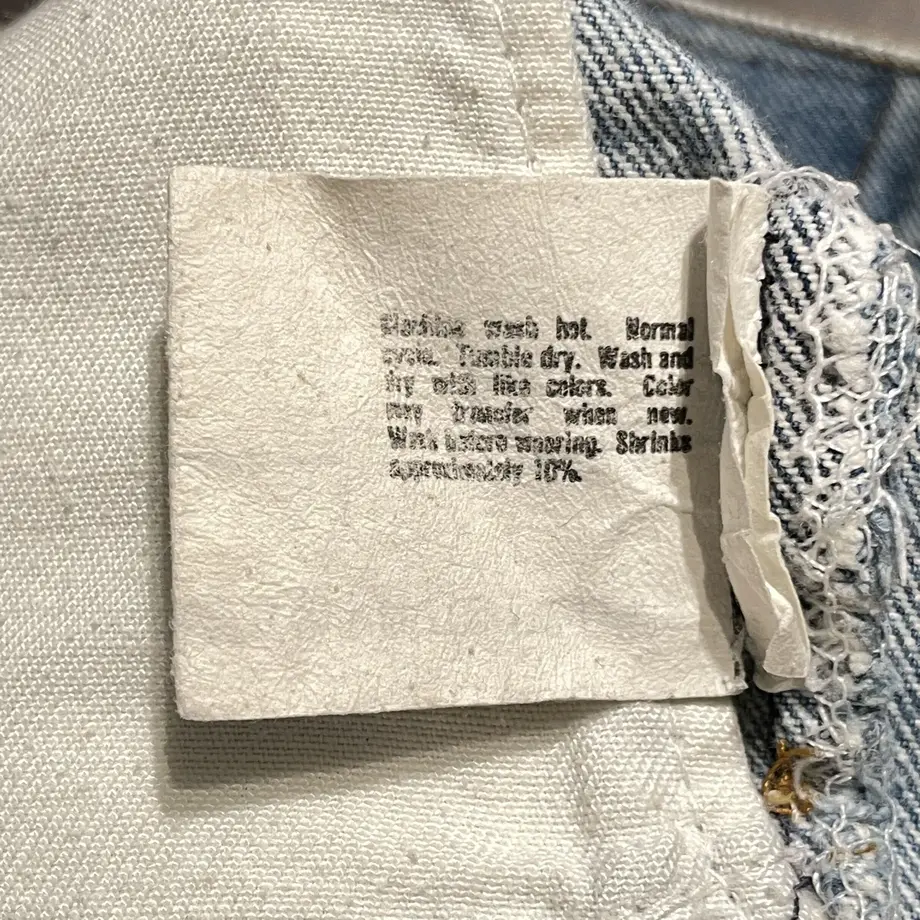 Machine wash hot. Normal
cycle. Tumble dry. Wash and
dry with like colors. Color
may transfer when new.
Wash before wearing. Shrinks
approximately 10%.